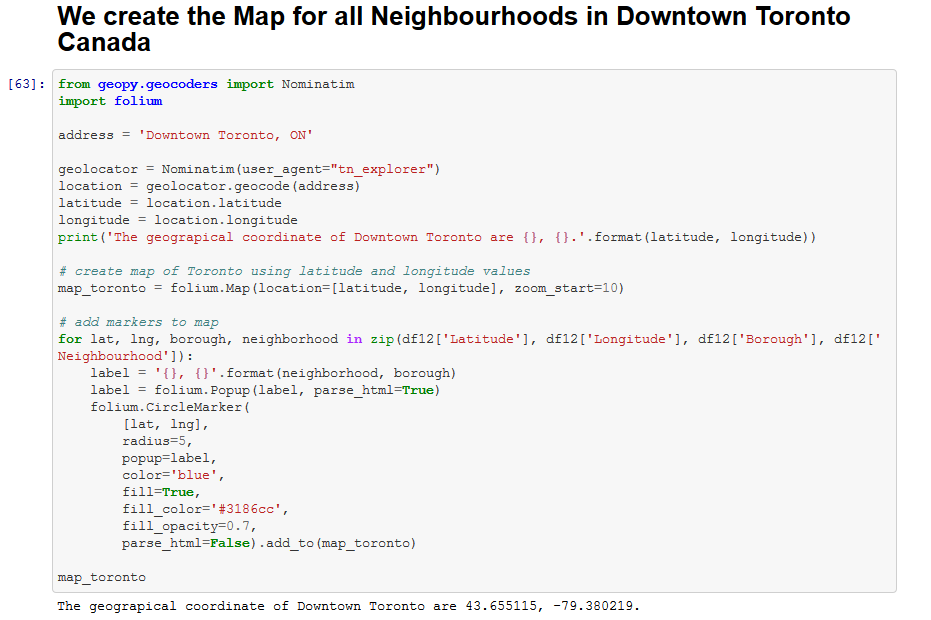 We create the Map for all Neighbourhoods in Downtown Toronto
Canada
[63]: from geopy.geocoders import Nominatim
import folium

address = 'Downtown Toronto, ON'

geolocator = Nominatim(user_agent="tn_explorer")
location = geolocator.geocode(address)
latitude = location.latitude
longitude = location.longitude
print('The geograpical coordinate of Downtown Toronto are {}, {}.'.format(latitude, longitude))

# create map of Toronto using latitude and longitude values
map_toronto = folium.Map(location=[latitude, longitude], zoom_start=10)

# add markers to map
for lat, lng, borough, neighborhood in zip(df12['Latitude'], df12['Longitude'], df12['Borough'], df12['
Neighbourhood']):
    label = '{}, {}'.format(neighborhood, borough)
    label = folium.Popup(label, parse_html=True)
    folium.CircleMarker(
        [lat, lng],
        radius=5,
        popup=label,
        color='blue',
        fill=True,
        fill_color='#3186cc',
        fill_opacity=0.7,
        parse_html=False).add_to(map_toronto)

map_toronto
The geograpical coordinate of Downtown Toronto are 43.655115, -79.380219.